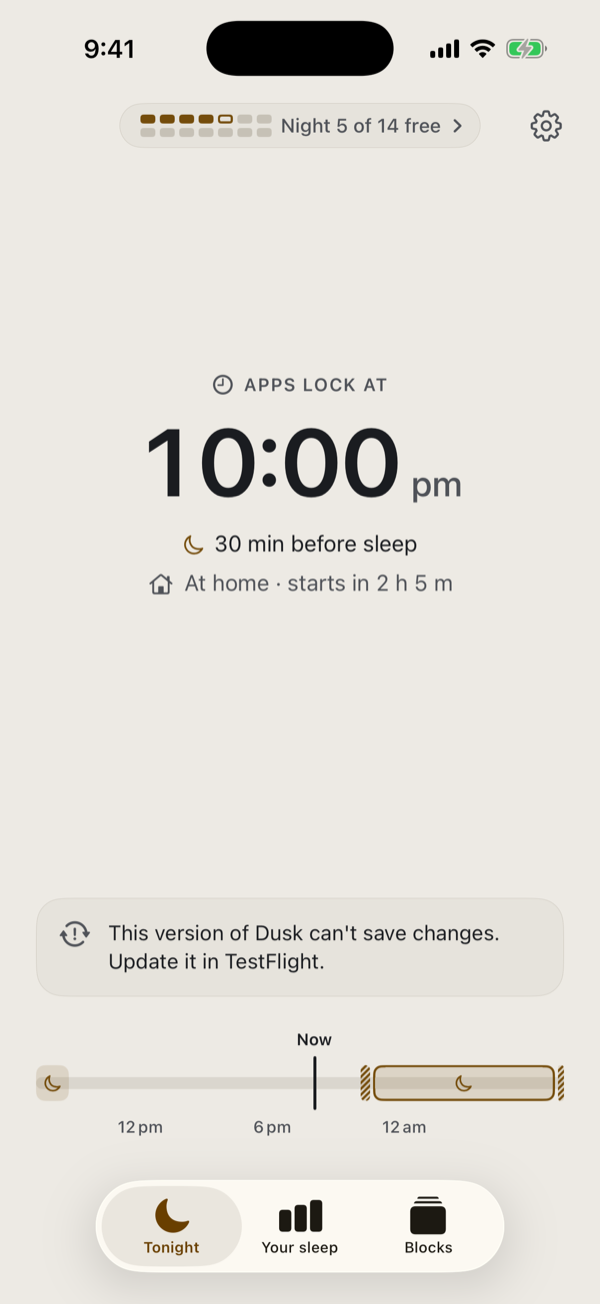 9:41
Night 5 of 14 free
APPS LOCK AT
10:00 pm
30 min before sleep
At home · starts in 2 h 5 m
This version of Dusk can't save changes.
Update it in TestFlight.
Now
12 pm
6 pm
12 am
Tonight
Your sleep
Blocks